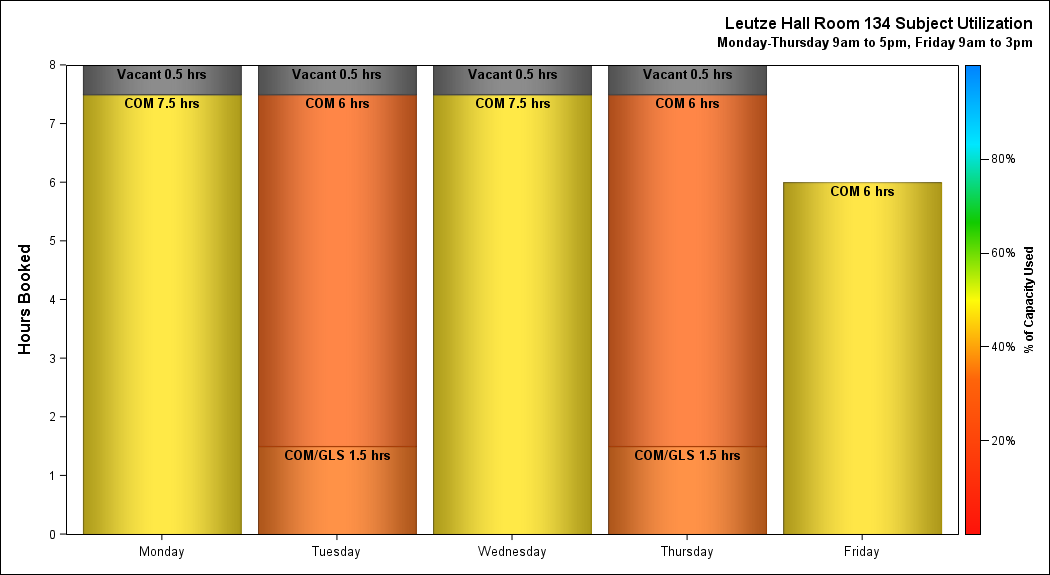 Leutze Hall Room 134 Subject Utilization
Monday-Thursday 9am to 5pm, Friday 9am to 3pm
Hours Booked
8
7
6
5
4
3
2
1
0
Vacant 0.5 hrs
COM 7.5 hrs
Vacant 0.5 hrs
COM 6 hrs
COM/GLS 1.5 hrs
Vacant 0.5 hrs
COM 7.5 hrs
Vacant 0.5 hrs
COM 6 hrs
COM/GLS 1.5 hrs
COM 6 hrs
Monday
Tuesday
Wednesday
Thursday
Friday
80%
60%
40%
20%
% of Capacity Used